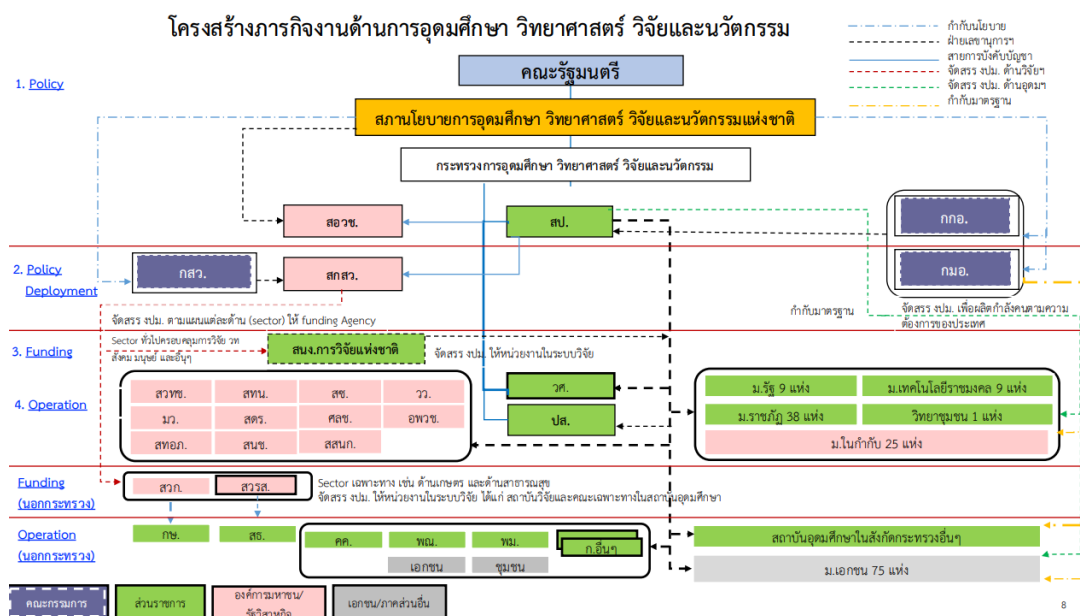 โครงสร้างภารกิจงานด้านการอุดมศึกษา วิทยาศาสตร์ วิจัยและนวัตกรรม
กำกับนโยบาย
ฝ่ายเลขานุการฯ
สายการบังคับบัญชา
จัดสรร งปม. ด้านวิจัยฯ
จัดสรร งปม. ด้านอุดมฯ
กำกับมาตรฐาน
1. Policy
คณะรัฐมนตรี
สภานโยบายการอุดมศึกษา วิทยาศาสตร์ วิจัยและนวัตกรรมแห่งชาติ
กระทรวงการอุดมศึกษา วิทยาศาสตร์ วิจัยและนวัตกรรม
สอวช.
สป.
กกอ.
2. Policy
Deployment
กสว.
สกสว.
กมอ.
จัดสรร งปม. ตามแผนแต่ละด้าน (sector) ให้ funding Agency
กำกับมาตรฐาน
จัดสรร งปม. เพื่อผลิตกำลังคนตามความ
ต้องการของประเทศ
3. Funding
Sector ทั่วไปครอบคลุมการวิจัย วท
สังคม มนุษย์ และอื่นๆ
สนง.การวิจัยแห่งชาติ
จัดสรร งปม. ให้หน่วยงานในระบบวิจัย
4. Operation
สวทช.
สทน.
สซ.
วว.
มว.
สดร.
ศลช.
อพวช.
สทอภ.
สนช.
สสนก.
วศ.
ปส.
ม.รัฐ 9 แห่ง
ม.เทคโนโลยีราชมงคล 9 แห่ง
ม.ราชภัฏ 38 แห่ง
วิทยาชุมชน 1 แห่ง
ม.ในกำกับ 25 แห่ง
Funding
(นอกกระทรวง)
สวก.
สวรส.
Sector เฉพาะทาง เช่น ด้านเกษตร และด้านสาธารณสุข
จัดสรร งปม. ให้หน่วยงานในระบบวิจัย ได้แก่ สถาบันวิจัยและคณะเฉพาะทางในสถาบันอุดมศึกษา
Operation
(นอกกระทรวง)
กษ.
สธ.
คค.
พณ.
พม.
ก.อื่นๆ
เอกชน
ชุมชน
สถาบันอุดมศึกษาในสังกัดกระทรวงอื่นๆ
ม.เอกชน 75 แห่ง
คณะกรรมการ
ส่วนราชการ
องค์การมหาชน/
รัฐวิสาหกิจ
เอกชน/ภาคส่วนอื่น
8